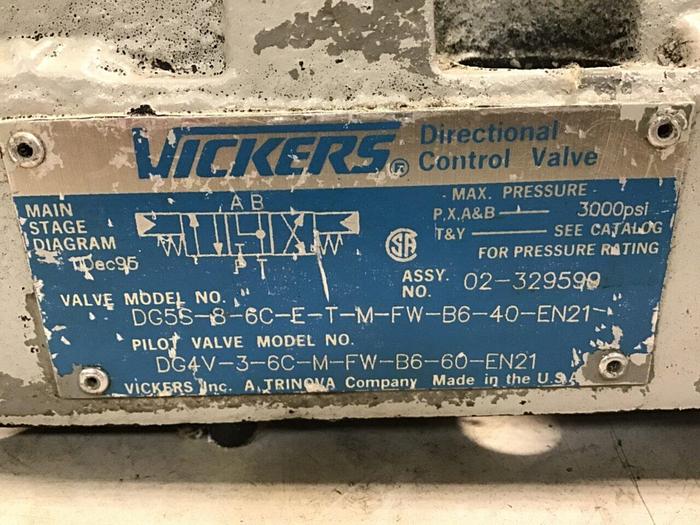 VICKERS® Directional
Control Valve
MAIN
STAGE
DIAGRAM
Dec95
A B
P T
- MAX. PRESSURE -
P,X,A&B — 3000psi
T&Y — SEE CATALOG
FOR PRESSURE RATING
SA
ASSY.
NO. 02-329599
VALVE MODEL NO.
DG5S-8-6C-E-T-M-FW-B6-40-EN21
PILOT VALVE MODEL NO.
DG4V-3-6C-M-FW-B6-60-EN21
VICKERS Inc. A TRINOVA Company Made in the U.S.A